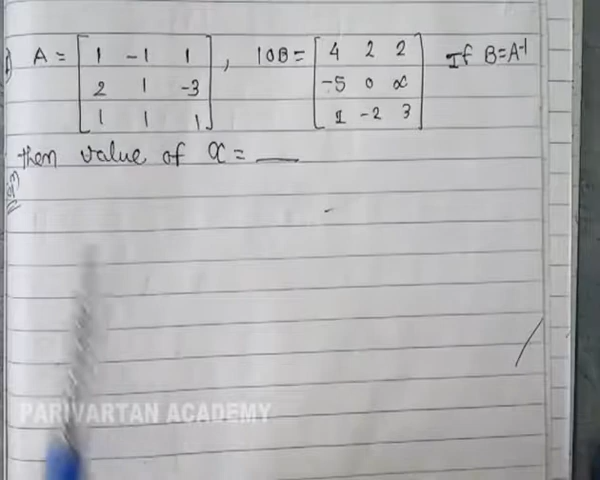 A = [ 1 -1 1 ] , 10B = [ 4 2 2 ] If B=A⁻¹
[ 2 1 -3 ] [ -5 0 α ]
[ 1 1 1 ] [ 1 -2 3 ]
then value of α = __
PARIVARTAN ACADEMY